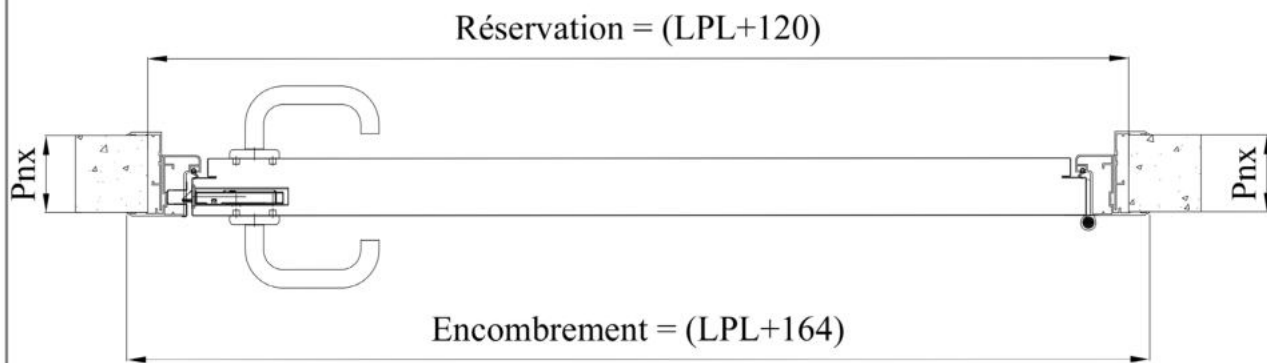 Réservation = (LPL+120)
Pnx
Pnx
Encombrement = (LPL+164)